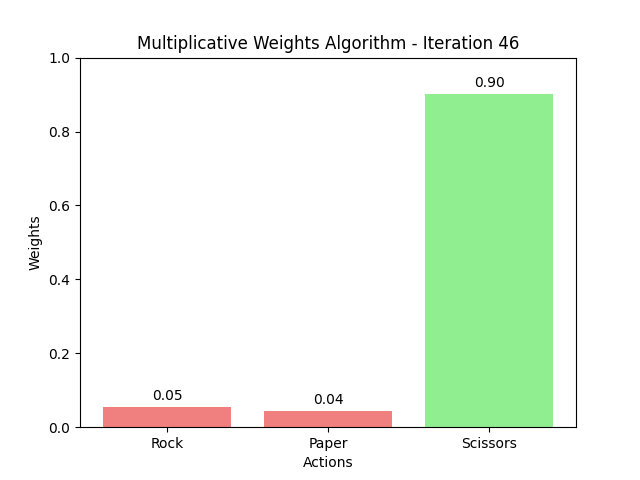 Multiplicative Weights Algorithm - Iteration 46
1.0
0.8
0.6
0.4
0.2
0.0
Weights
0.05
0.04
0.90
Rock
Paper
Scissors
Actions